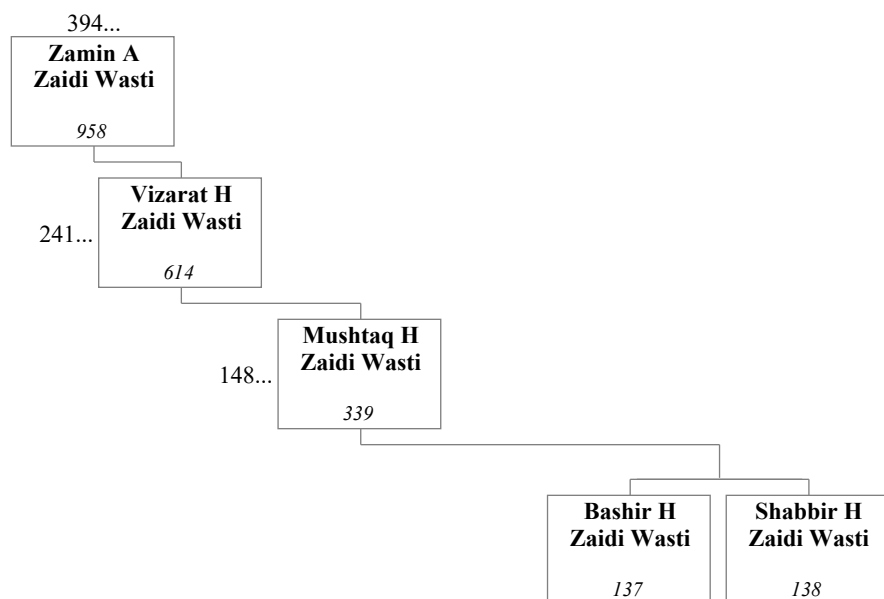 394...
Zamin A
Zaidi Wasti
958
Vizarat H
Zaidi Wasti
241...
614
Mushtaq H
Zaidi Wasti
148...
339
Bashir H
Zaidi Wasti
137
Shabbir H
Zaidi Wasti
138